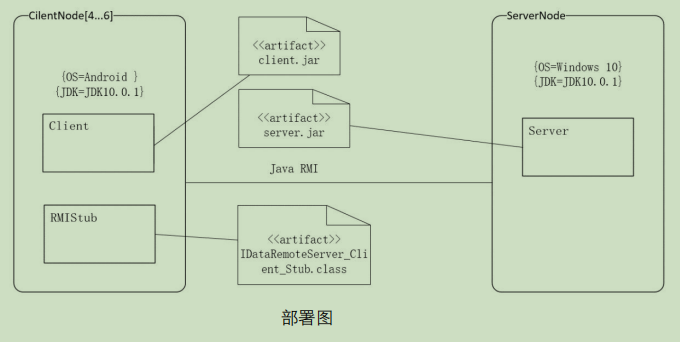 CilentNode[4...6]
{OS=Android }
{JDK=JDK10.0.1}
Client
RMIStub
<<artifact>>
client.jar
<<artifact>>
server.jar
Java RMI
<<artifact>>
IDataRemoteServer_Cli
ent_Stub.class
ServerNode
{OS=Windows 10}
{JDK=JDK10.0.1}
Server
部署图